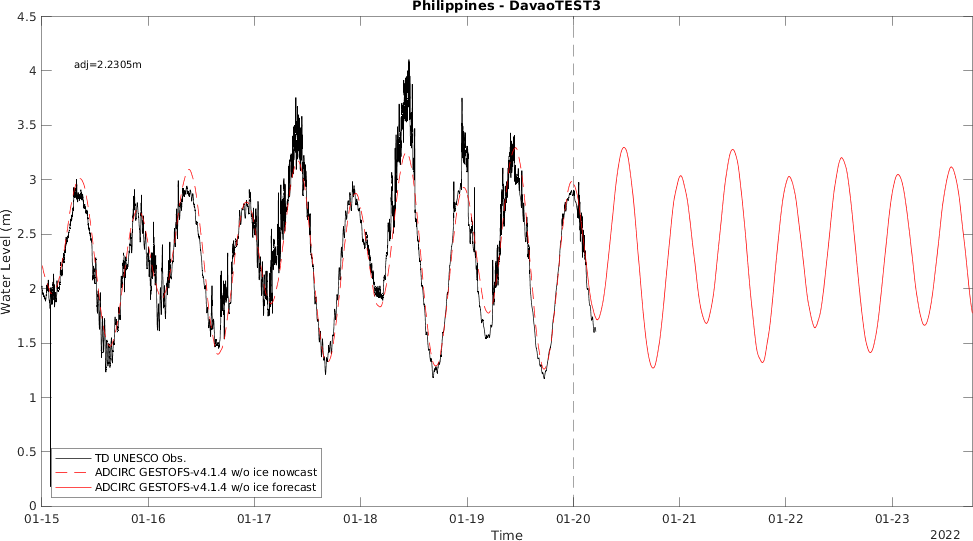 Philippines - DavaoTEST3
4.5
adj=2.2305m
4
3.5
3
2.5
2
1.5
1
0.5
0
Water Level (m)
TD UNESCO Obs.
ADCIRC GESTOFS-v4.1.4 w/o ice nowcast
ADCIRC GESTOFS-v4.1.4 w/o ice forecast
01-15 01-16 01-17 01-18 01-19 01-20 01-21 01-22 01-23
Time
2022